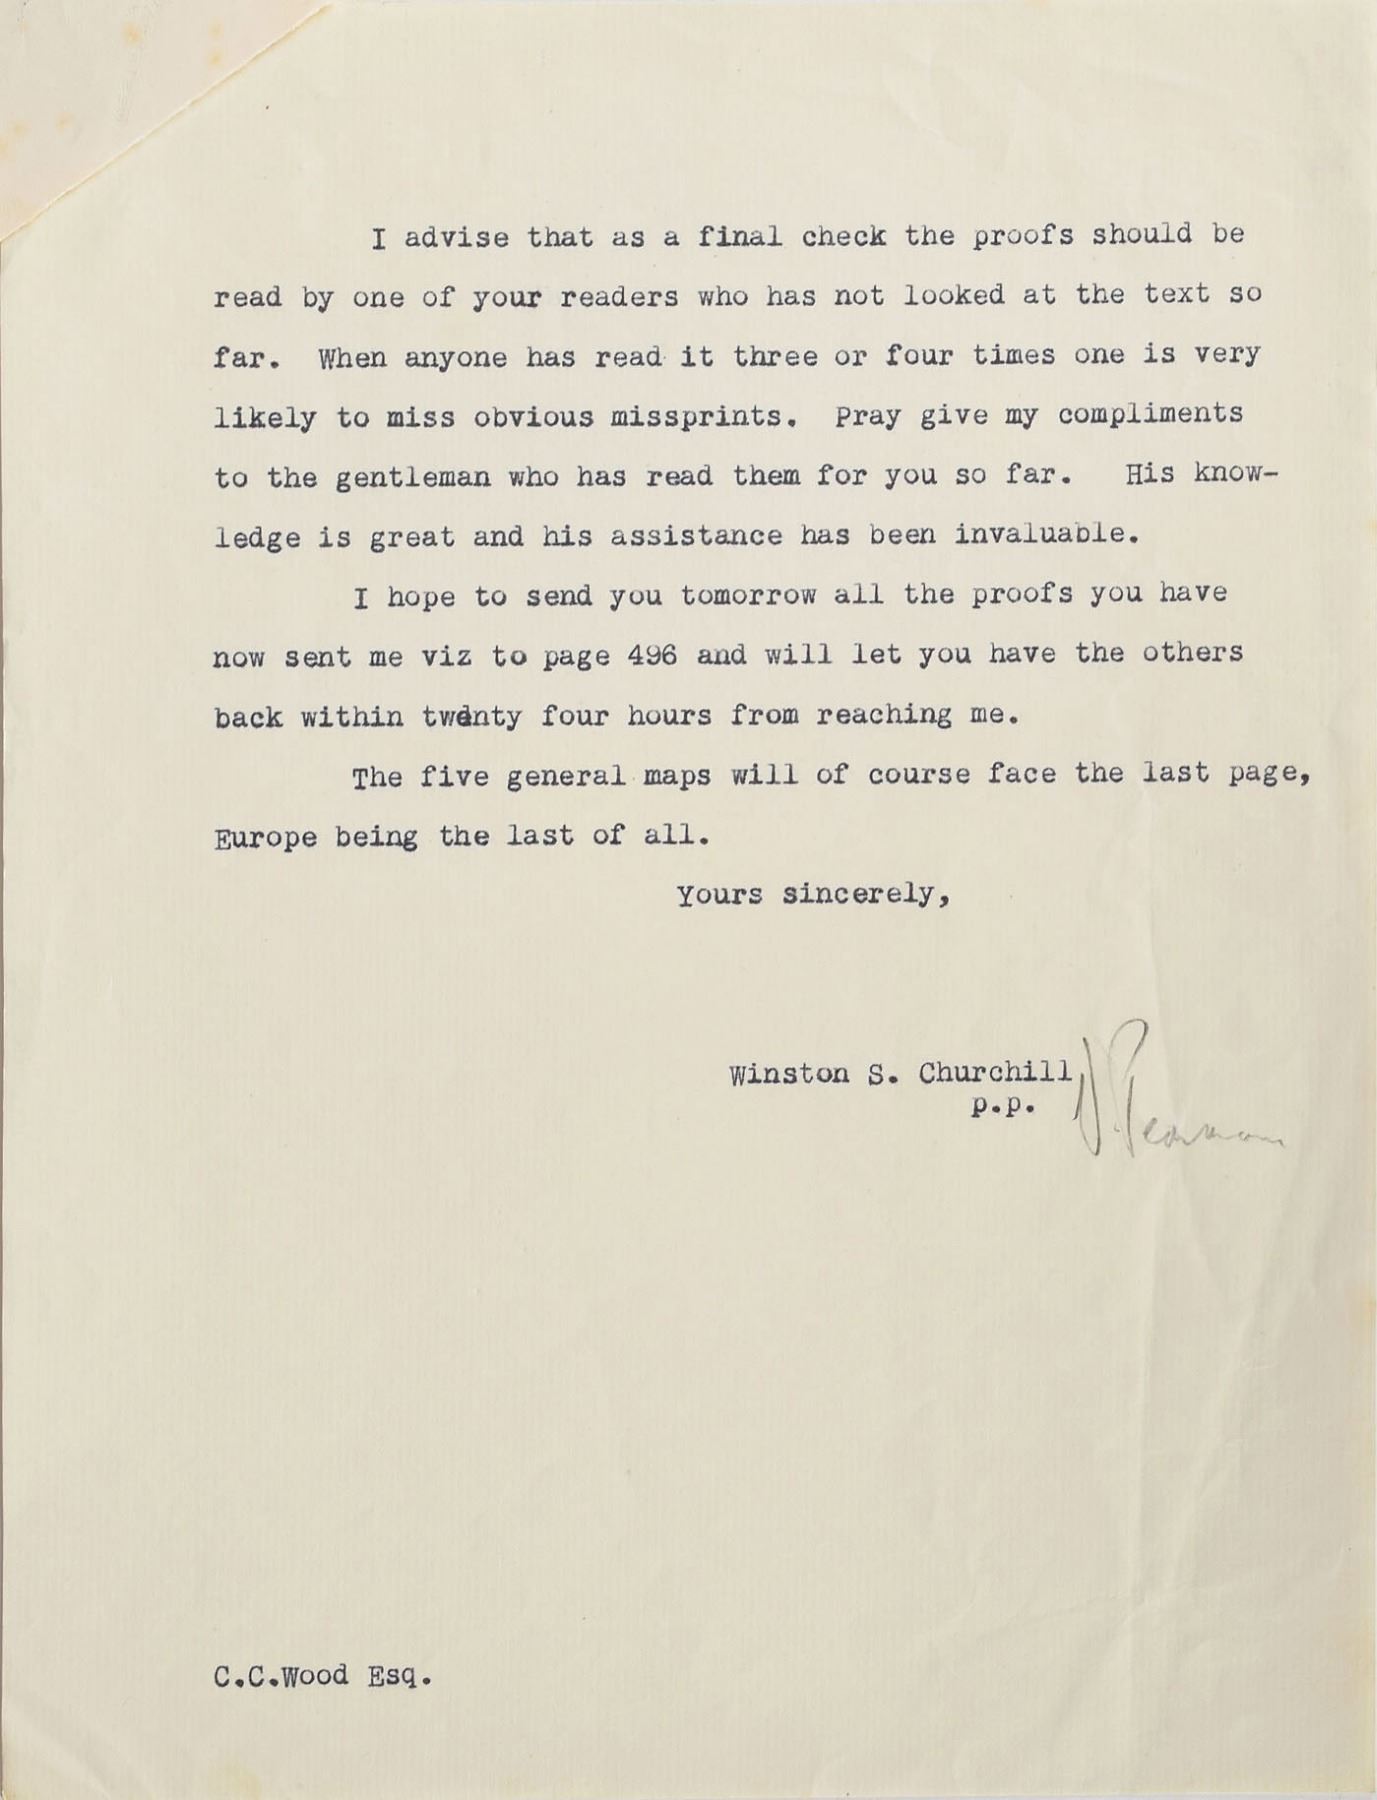 I advise that as a final check the proofs should be
read by one of your readers who has not looked at the text so
far. When anyone has read it three or four times one is very
likely to miss obvious missprints. Pray give my compliments
to the gentleman who has read them for you so far. His know-
ledge is great and his assistance has been invaluable.
I hope to send you tomorrow all the proofs you have
now sent me viz to page 496 and will let you have the others
back within twenty four hours from reaching me.
The five general maps will of course face the last page,
Europe being the last of all.
Yours sincerely,
Winston S. Churchill,
p.p. V. Pearman
C.C.Wood Esq.